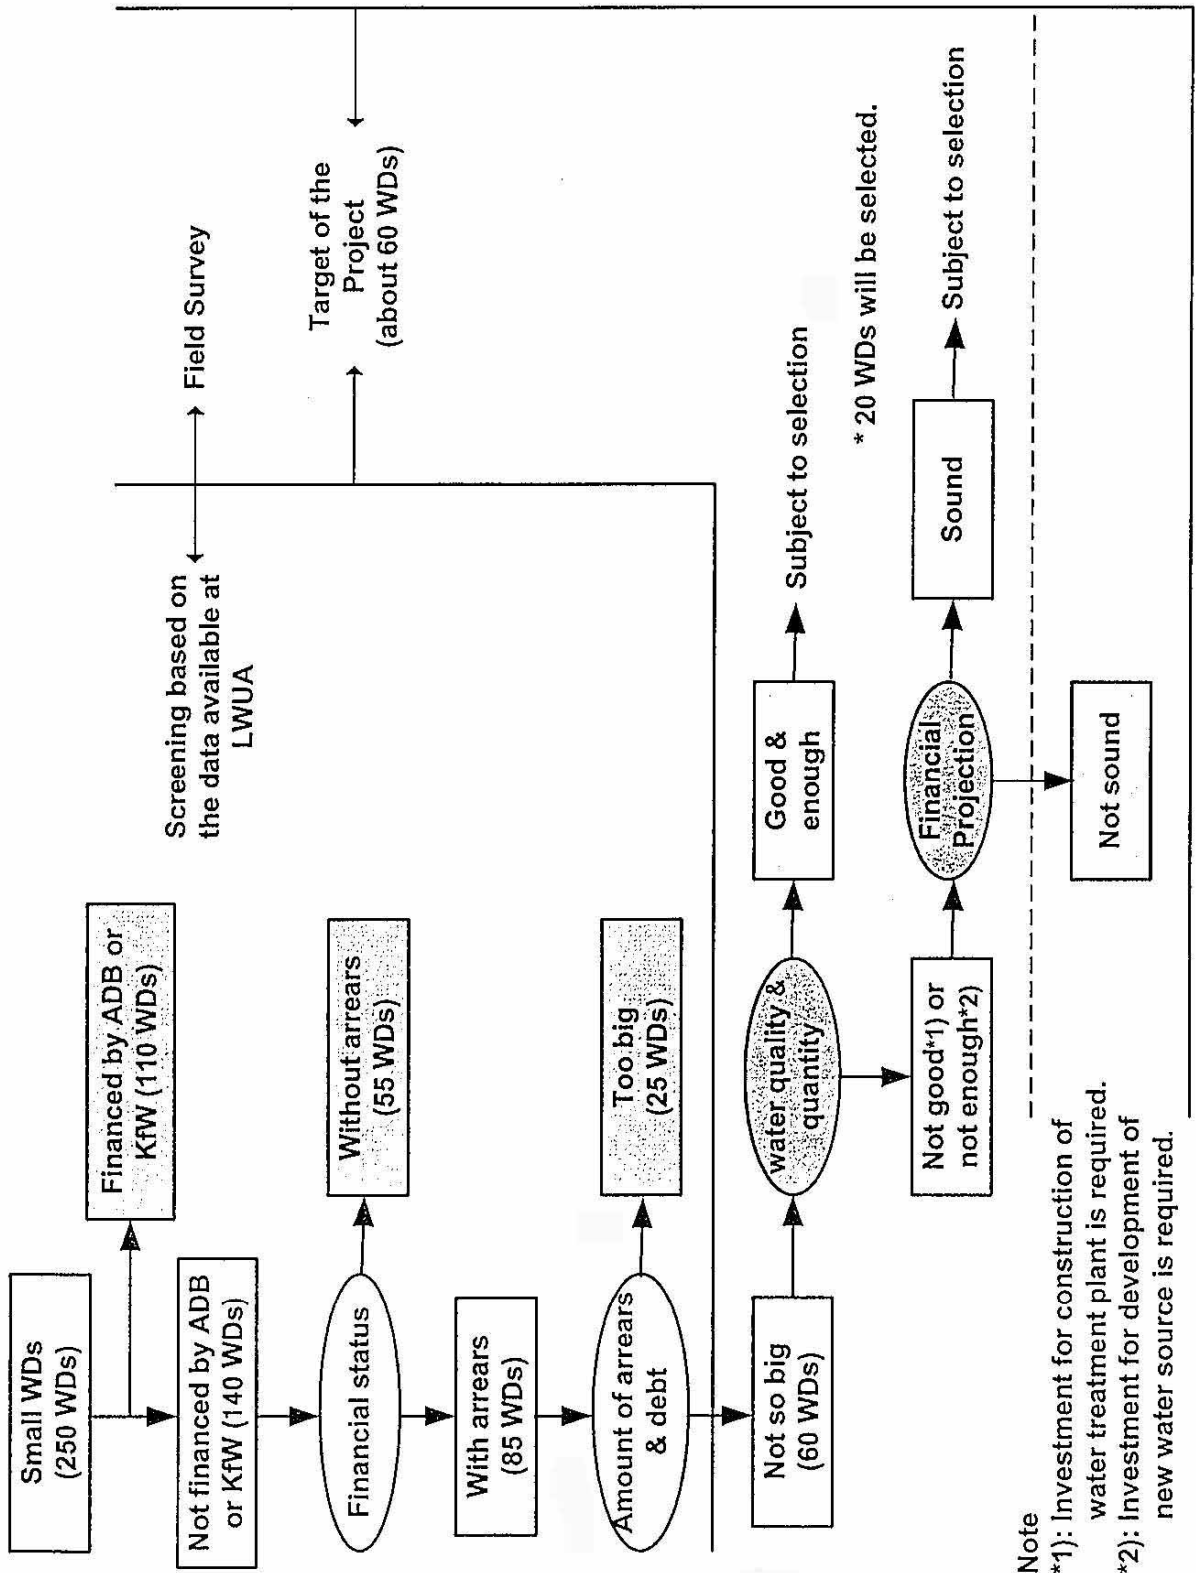 Small WDs
(250 WDs)
Financed by ADB or
KfW (110 WDs)
Not financed by ADB
or KfW (140 WDs)
Financial status
Without arrears
(55 WDs)
With arrears
(85 WDs)
Amount of arrears
& debt
Too big
(25 WDs)
Not so big
(60 WDs)
Screening based on
the data available at
LWUA
Field Survey
Target of the
Project
(about 60 WDs)
water quality &
quantity
Good &
enough
Subject to selection
* 20 WDs will be selected.
Not good*1) or
not enough*2)
Financial
Projection
Sound
Subject to selection
Not sound
Note
*1): Investment for construction of
water treatment plant is required.
*2): Investment for development of
new water source is required.